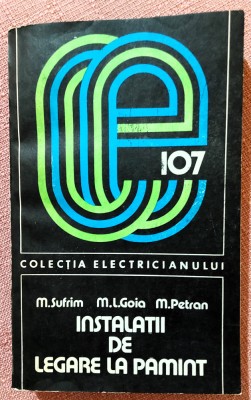 107
COLECȚIA ELECTRICIANULUI
M.Sufrim M.L.Goia M.Petran
INSTALATII
DE
LEGARE LA PAMINT